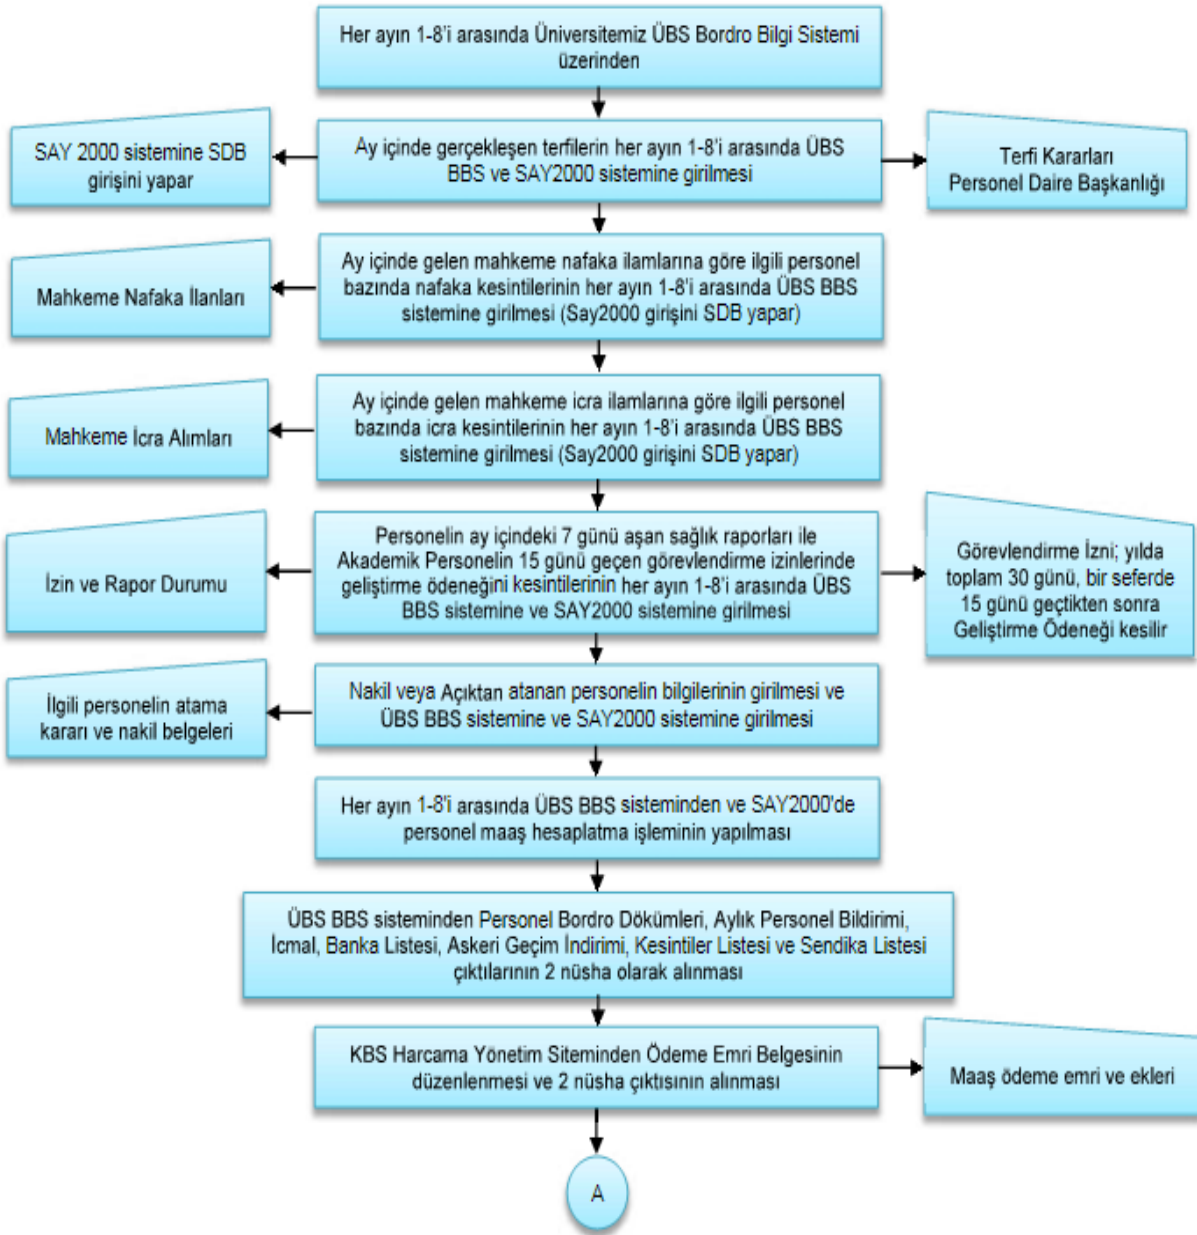 Her ayın 1-8'i arasında Üniversitemiz ÜBS Bordro Bilgi Sistemi
üzerinden
SAY 2000 sistemine SDB
girişini yapar
Ay içinde gerçekleşen terfilerin her ayın 1-8'i arasında ÜBS
BBS ve SAY2000 sistemine girilmesi
Terfi Kararları
Personel Daire Başkanlığı
Mahkeme Nafaka İlanları
Ay içinde gelen mahkeme nafaka ilamlarına göre ilgili personel
bazında nafaka kesintilerinin her ayın 1-8'i arasında ÜBS BBS
sistemine girilmesi (Say2000 girişini SDB yapar)
Mahkeme İcra Alımları
Ay içinde gelen mahkeme icra ilamlarına göre ilgili personel
bazında icra kesintilerinin her ayın 1-8'i arasında ÜBS BBS
sistemine girilmesi (Say2000 girişini SDB yapar)
İzin ve Rapor Durumu
Personelin ay içindeki 7 günü aşan sağlık raporları ile
Akademik Personelin 15 günü geçen görevlendirme izinlerinde
geliştirme ödeneğini kesintilerinin her ayın 1-8'i arasında ÜBS
BBS sistemine ve SAY2000 sistemine girilmesi
Görevlendirme İzni; yılda
toplam 30 günü, bir seferde
15 günü geçtikten sonra
Geliştirme Ödeneği kesilir
İlgili personelin atama
kararı ve nakil belgeleri
Nakil veya Açıktan atanan personelin bilgilerinin girilmesi ve
ÜBS BBS sistemine ve SAY2000 sistemine girilmesi
Her ayın 1-8'i arasında ÜBS BBS sisteminden ve SAY2000'de
personel maaş hesaplatma işleminin yapılması
ÜBS BBS sisteminden Personel Bordro Dökümleri, Aylık Personel Bildirimi,
İcmal, Banka Listesi, Askeri Geçim İndirimi, Kesintiler Listesi ve Sendika Listesi
çıktılarının 2 nüsha olarak alınması
KBS Harcama Yönetim Siteminden Ödeme Emri Belgesinin
düzenlenmesi ve 2 nüsha çıktısının alınması
Maaş ödeme emri ve ekleri
A